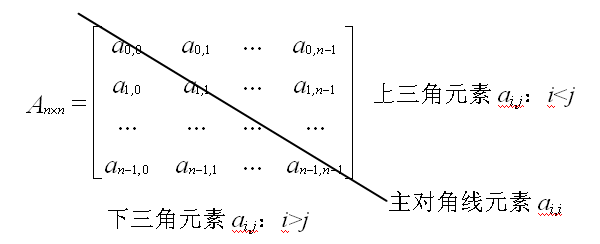 a0,0 a0,1 ... a0,n-1
a1,0 a1,1 ... a1,n-1
An×n =
上三角元素 ai,j：i<j
... ... ... ...
an-1,0 an-1,1 ... an-1,n-1
主对角线元素 ai,i
下三角元素 ai,j：i>j